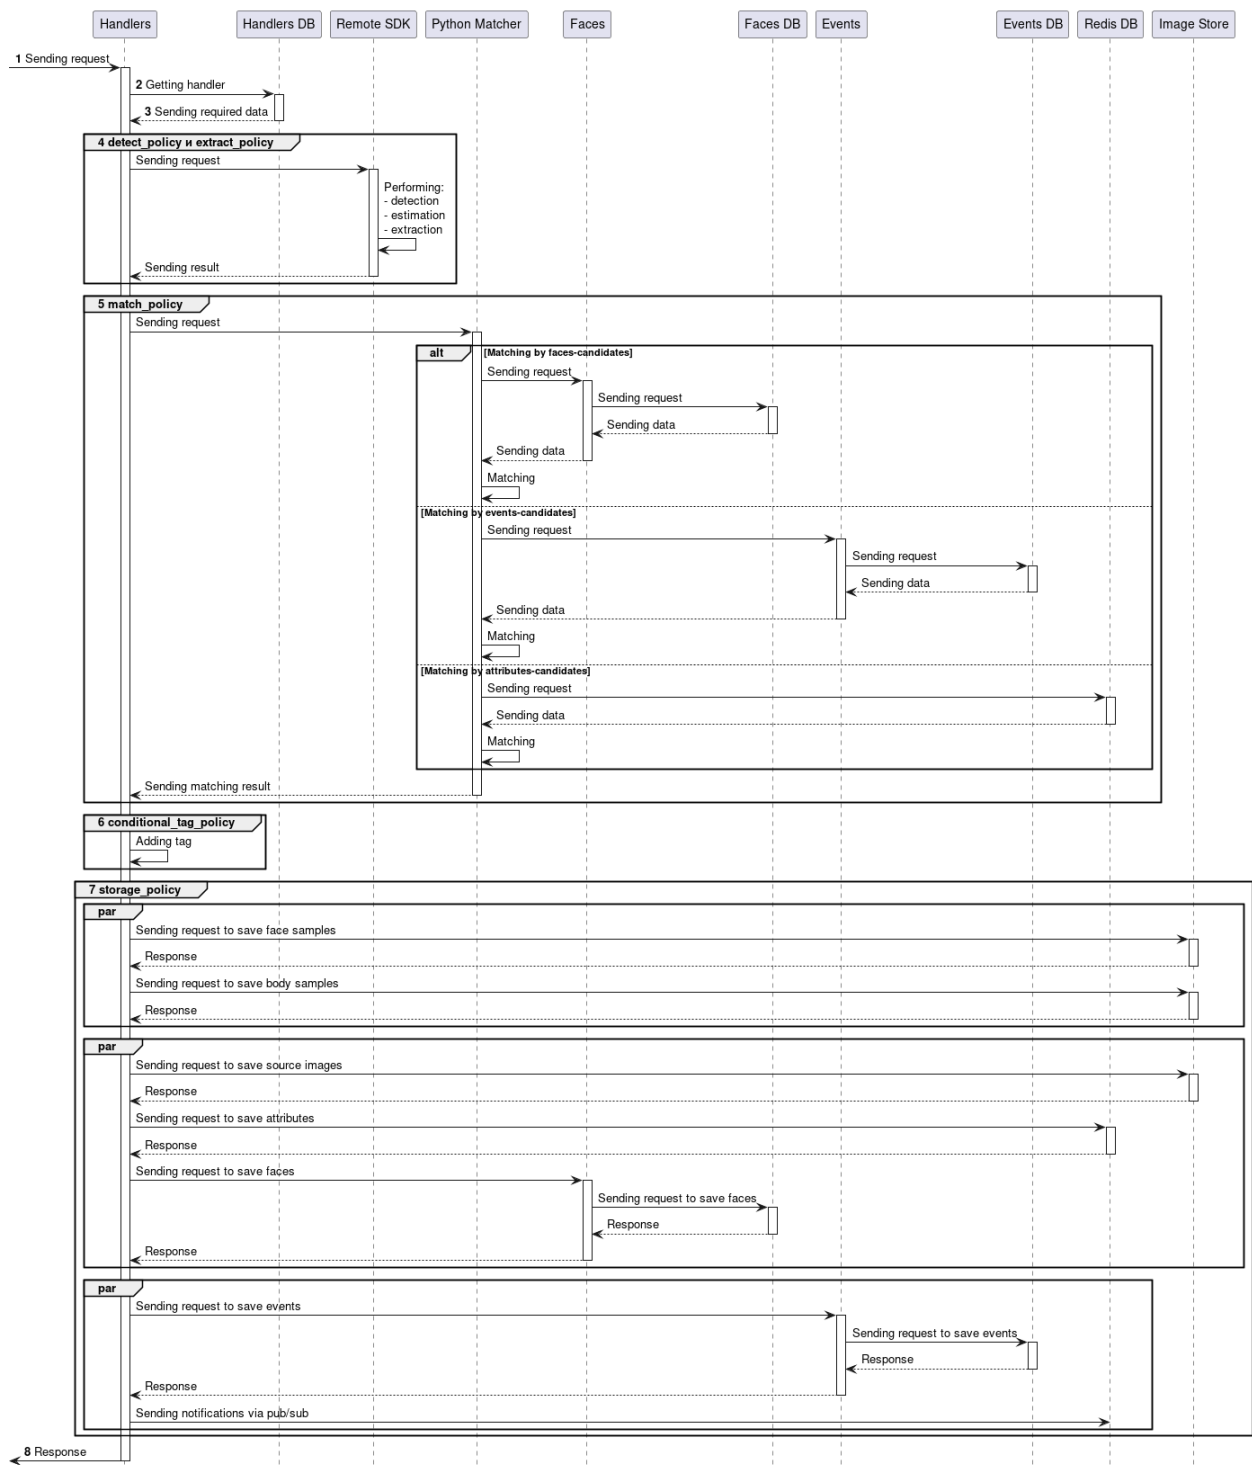 Handlers
Handlers DB
Remote SDK
Python Matcher
Faces
Faces DB
Events
Events DB
Redis DB
Image Store
1 Sending request
2 Getting handler
3 Sending required data
4 detect_policy и extract_policy
Sending request
Performing:
- detection
- estimation
- extraction
Sending result
5 match_policy
Sending request
alt [Matching by faces-candidates]
Sending request
Sending request
Sending data
Sending data
Matching
[Matching by events-candidates]
Sending request
Sending request
Sending data
Sending data
Matching
[Matching by attributes-candidates]
Sending request
Sending data
Matching
Sending matching result
6 conditional_tag_policy
Adding tag
7 storage_policy
par
Sending request to save face samples
Response
Sending request to save body samples
Response
par
Sending request to save source images
Response
Sending request to save attributes
Response
Sending request to save faces
Sending request to save faces
Response
Response
par
Sending request to save events
Sending request to save events
Response
Response
Sending notifications via pub/sub
8 Response